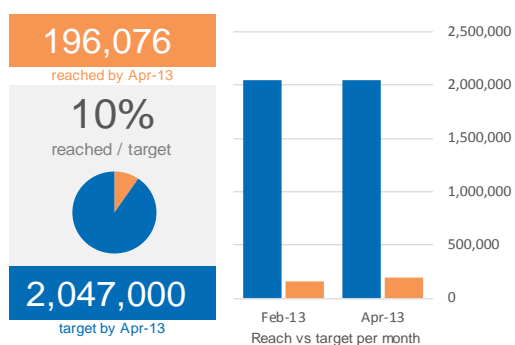 196,076
reached by Apr-13
10%
reached / target
2,047,000
target by Apr-13
2,500,000
2,000,000
1,500,000
1,000,000
500,000
0
Feb-13
Apr-13
Reach vs target per month